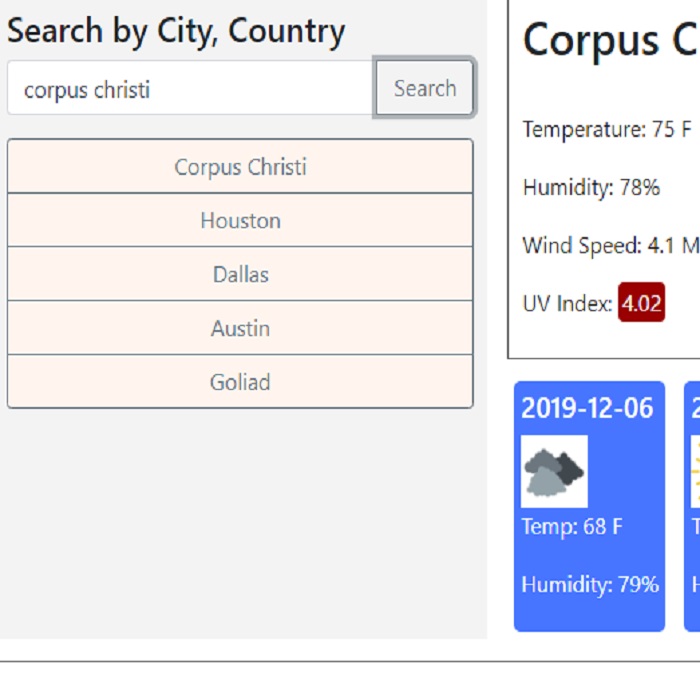 Search by City, Country
corpus christi
Search
Corpus Christi
Houston
Dallas
Austin
Goliad
Corpus C
Temperature: 75 F
Humidity: 78%
Wind Speed: 4.1 M
UV Index: 4.02
2019-12-06
Temp: 68 F
Humidity: 79%